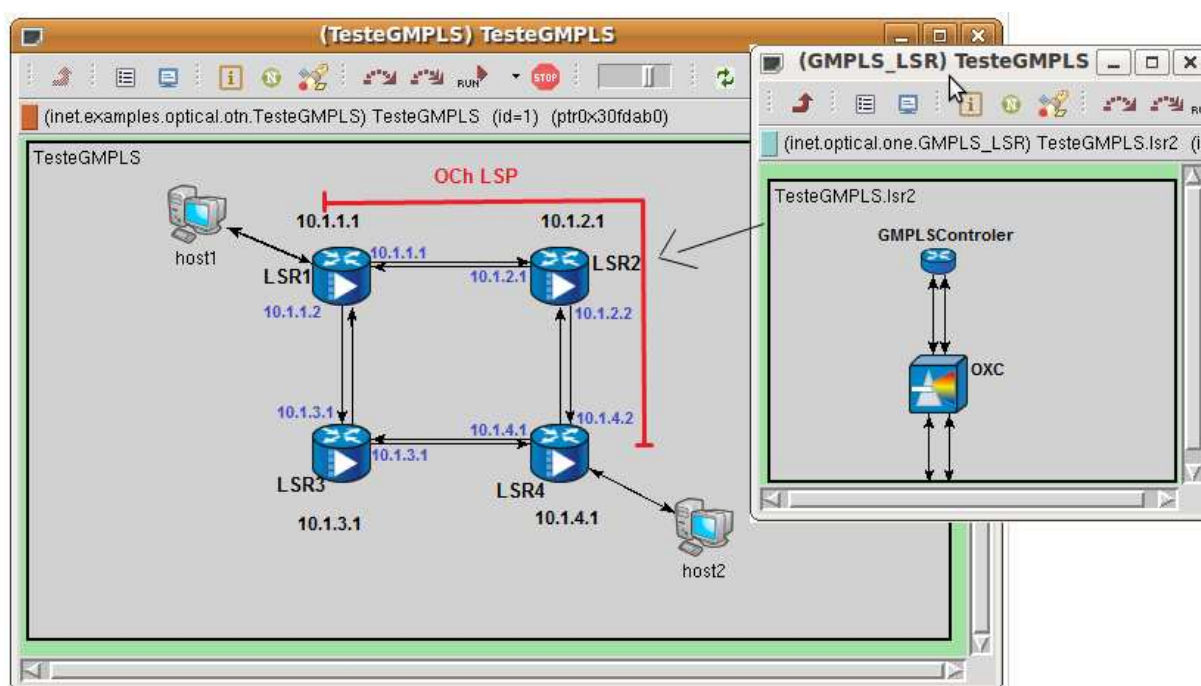 (TesteGMPLS) TesteGMPLS
RUN
STOP
(inet.examples.optical.otn.TesteGMPLS) TesteGMPLS (id=1) (ptr0x30fdab0)
TesteGMPLS
OCh LSP
10.1.1.1
10.1.2.1
host1
LSR1
10.1.1.1
10.1.2.1
LSR2
10.1.1.2
10.1.2.2
10.1.3.1
10.1.4.2
10.1.4.1
10.1.3.1
LSR3
LSR4
10.1.3.1
10.1.4.1
host2
(GMPLS_LSR) TesteGMPLS
(inet.optical.one.GMPLS_LSR) TesteGMPLS.lsr2 (i
TesteGMPLS.lsr2
GMPLSControler
OXC